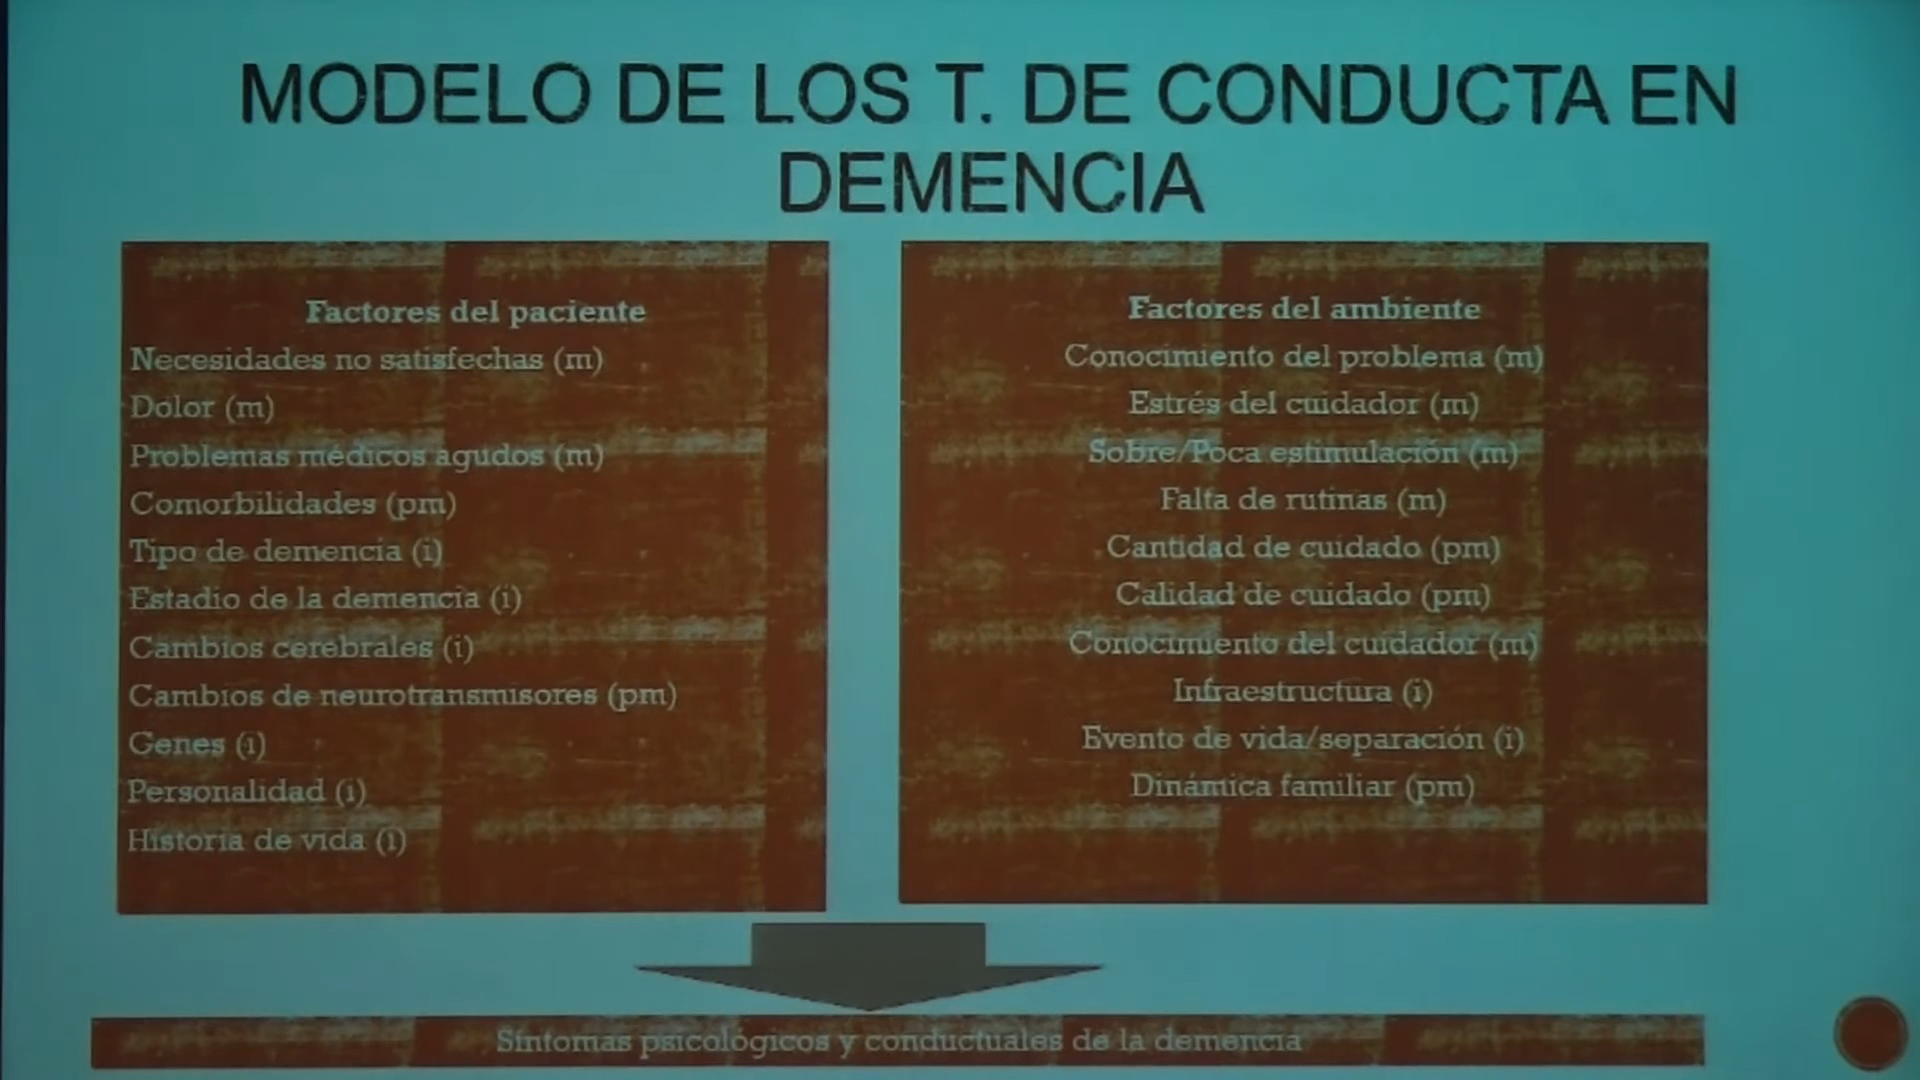 MODELO DE LOS T. DE CONDUCTA EN
DEMENCIA
Factores del paciente
Necesidades no satisfechas (m)
Dolor (m)
Problemas médicos agudos (m)
Comorbilidades (pm)
Tipo de demencia (i)
Estadio de la demencia (i)
Cambios cerebrales (i)
Cambios de neurotransmisores (pm)
Genes (i)
Personalidad (i)
Historia de vida (i)
Factores del ambiente
Conocimiento del problema (m)
Estrés del cuidador (m)
Sobre/Poca estimulación (m)
Falta de rutinas (m)
Cantidad de cuidado (pm)
Calidad de cuidado (pm)
Conocimiento del cuidador (m)
Infraestructura (i)
Evento de vida/separación (i)
Dinámica familiar (pm)
Síntomas psicológicos y conductuales de la demencia